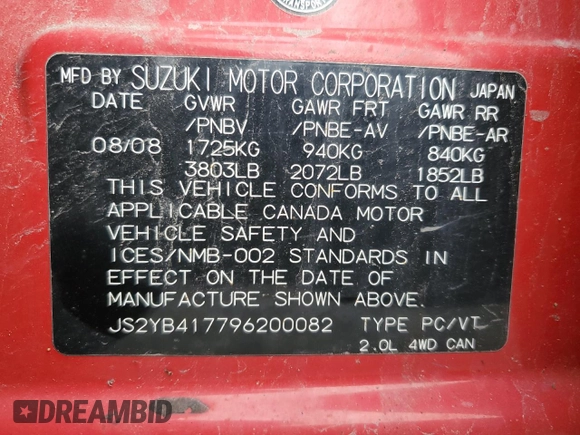 TRANSPORT
MFD BY SUZUKI MOTOR CORPORATION JAPAN
DATE GVWR GAWR FRT GAWR RR
/PNBV /PNBE-AV /PNBE-AR
08/08 1725KG 940KG 840KG
3803LB 2072LB 1852LB
THIS VEHICLE CONFORMS TO ALL
APPLICABLE CANADA MOTOR
VEHICLE SAFETY AND
ICES/NMB-002 STANDARDS IN
EFFECT ON THE DATE OF
MANUFACTURE SHOWN ABOVE.
JS2YB417796200082 TYPE PC/VT
2.0L 4WD CAN
DREAMBID